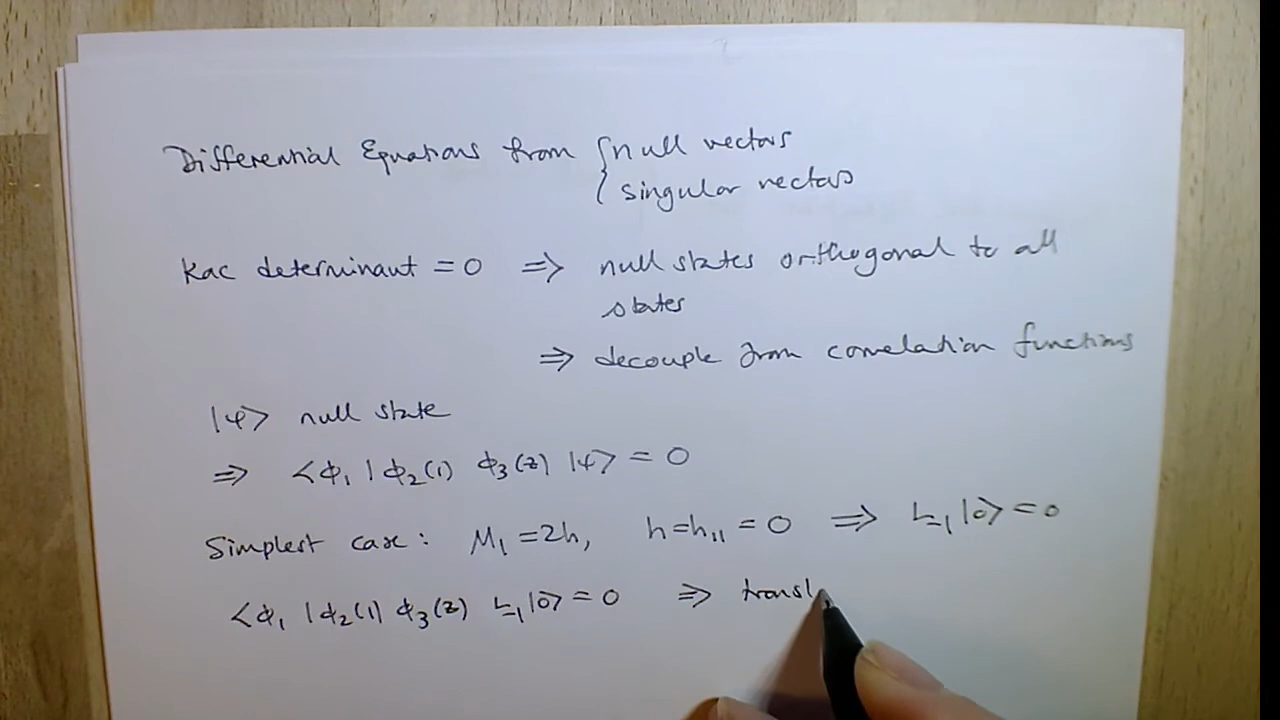 Differential Equations from { null vectors
{ singular vectors
Kac determinant = 0 ⇒ null states orthogonal to all
states
⇒ decouple from correlation functions
|ψ> null state
⇒ <ϕ₁ | ϕ₂(1) ϕ₃(z) |ψ> = 0
Simplest case : M₁ = 2h, h = h₁₁ = 0 ⇒ L₋₁|0> = 0
<ϕ₁ | ϕ₂(1) ϕ₃(z) L₋₁|0> = 0 ⇒ transl